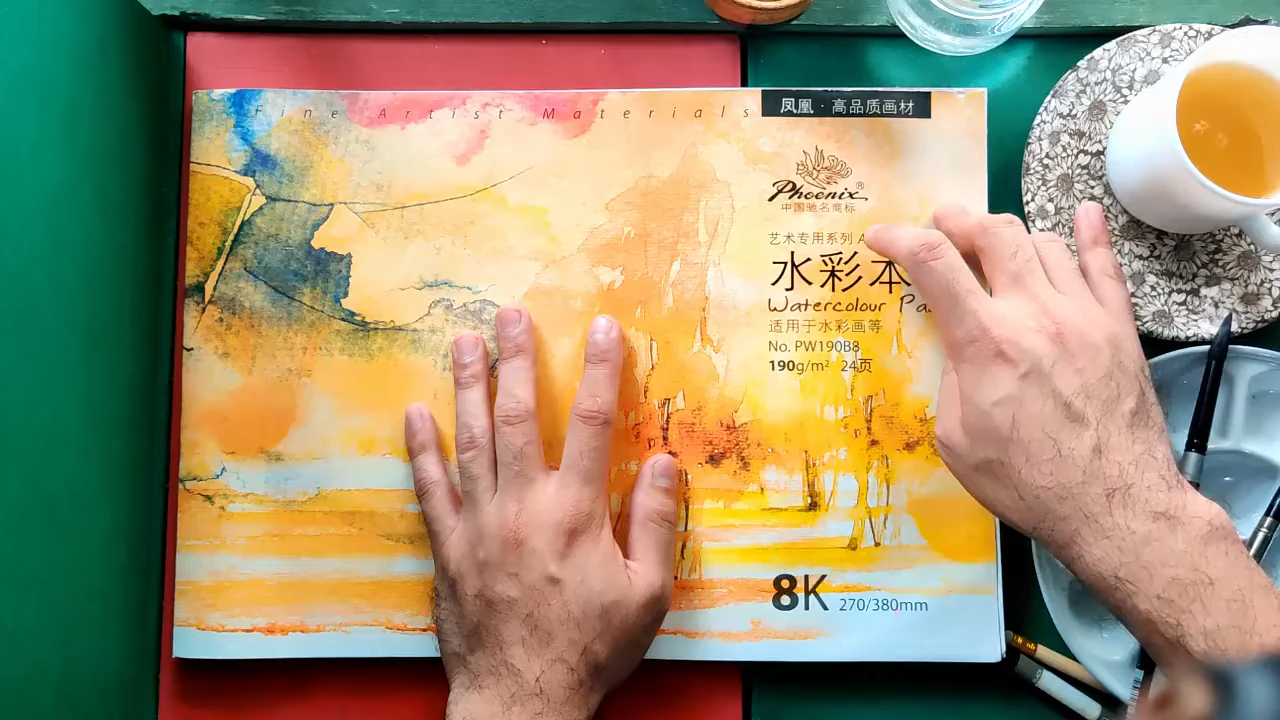 Fine Artist Materials
凤凰·高品质画材
Phoenix®
中国驰名商标
艺术专用系列
水彩本
Watercolour
适用于水彩画等
No. PW190B8
190g/m² 24页
8K 270/380mm